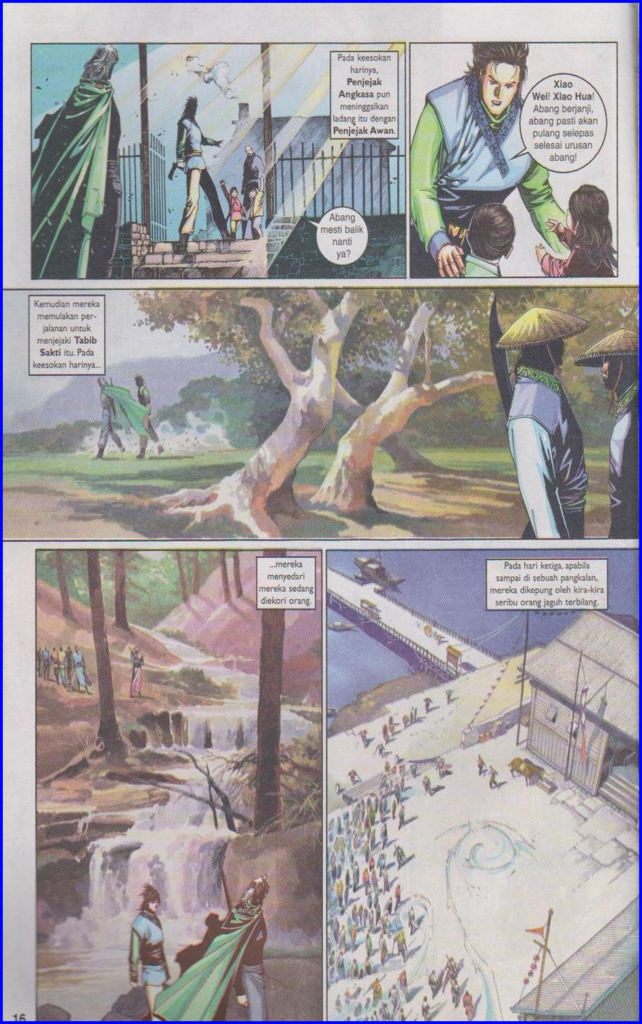 Pada keesokan
harinya,
Penjejak
Angkasa pun
meninggalkan
ladang itu dengan
Penjejak Awan.
Abang
mesti balik
nanti
ya?
Xiao
Wei! Xiao Hua!
Abang berjanji,
abang pasti akan
pulang selepas
selesai urusan
abang!
Kemudian mereka
memulakan per-
jalanan untuk
menjejaki Tabib
Sakti itu. Pada
keesokan harinya...
...mereka
menyedari
mereka sedang
diekori orang.
Pada hari ketiga, apabila
sampai di sebuah pangkalan,
mereka dikepung oleh kira-kira
seribu orang jaguh terbilang.
16